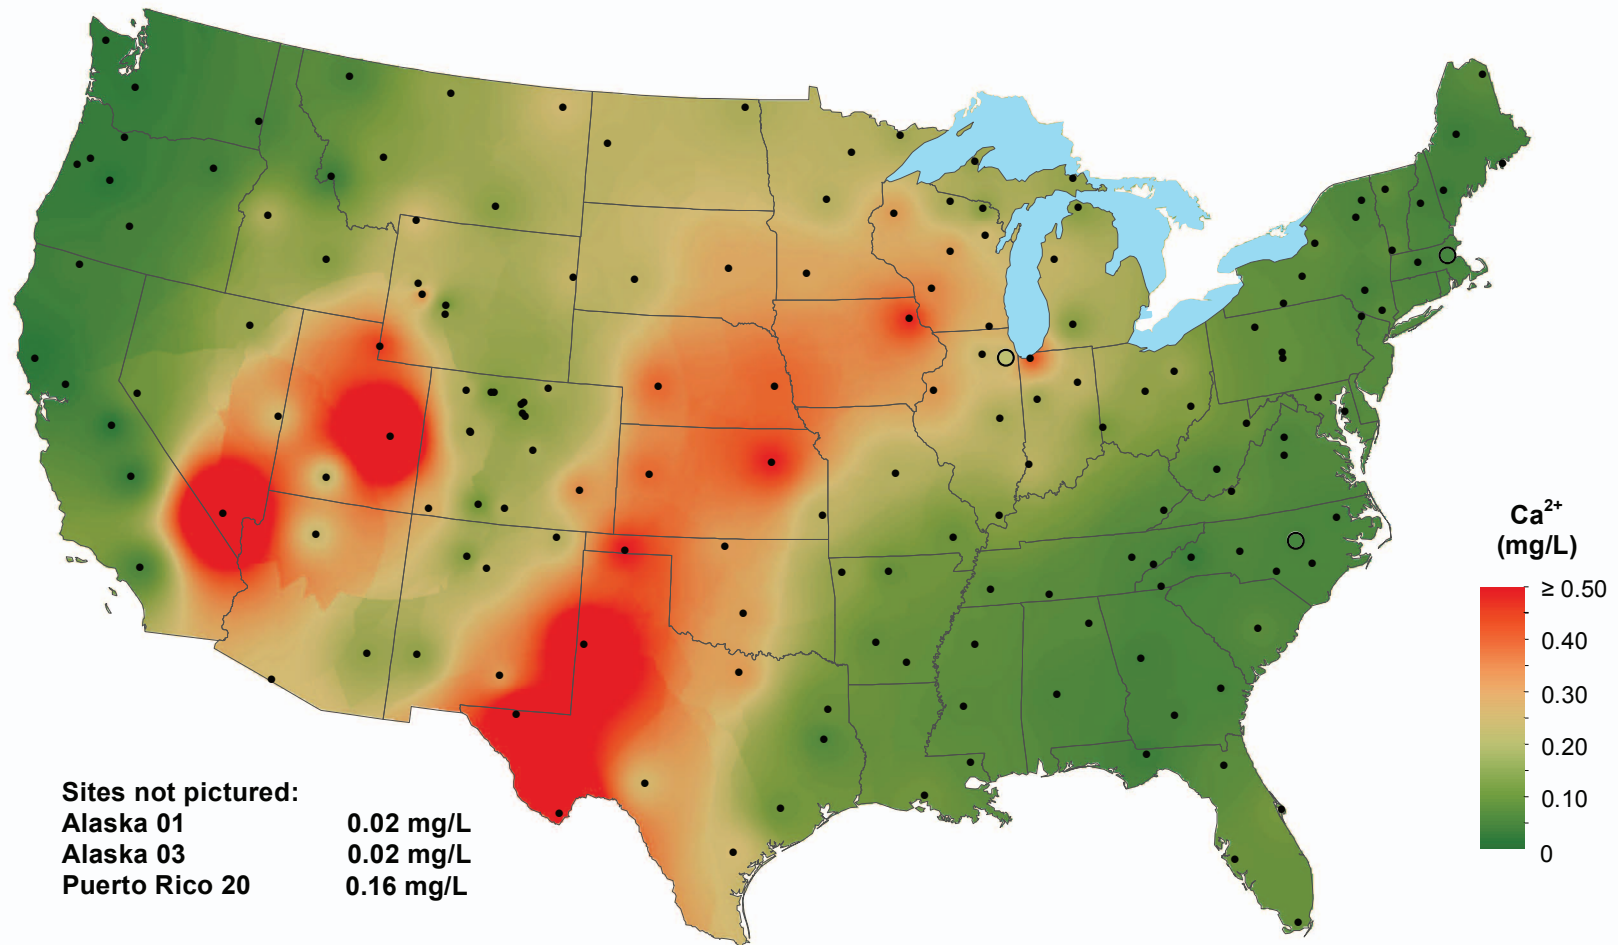 Sites not pictured:
Alaska 01 0.02 mg/L
Alaska 03 0.02 mg/L
Puerto Rico 20 0.16 mg/L
Ca²⁺
(mg/L)
≥ 0.50
0.40
0.30
0.20
0.10
0